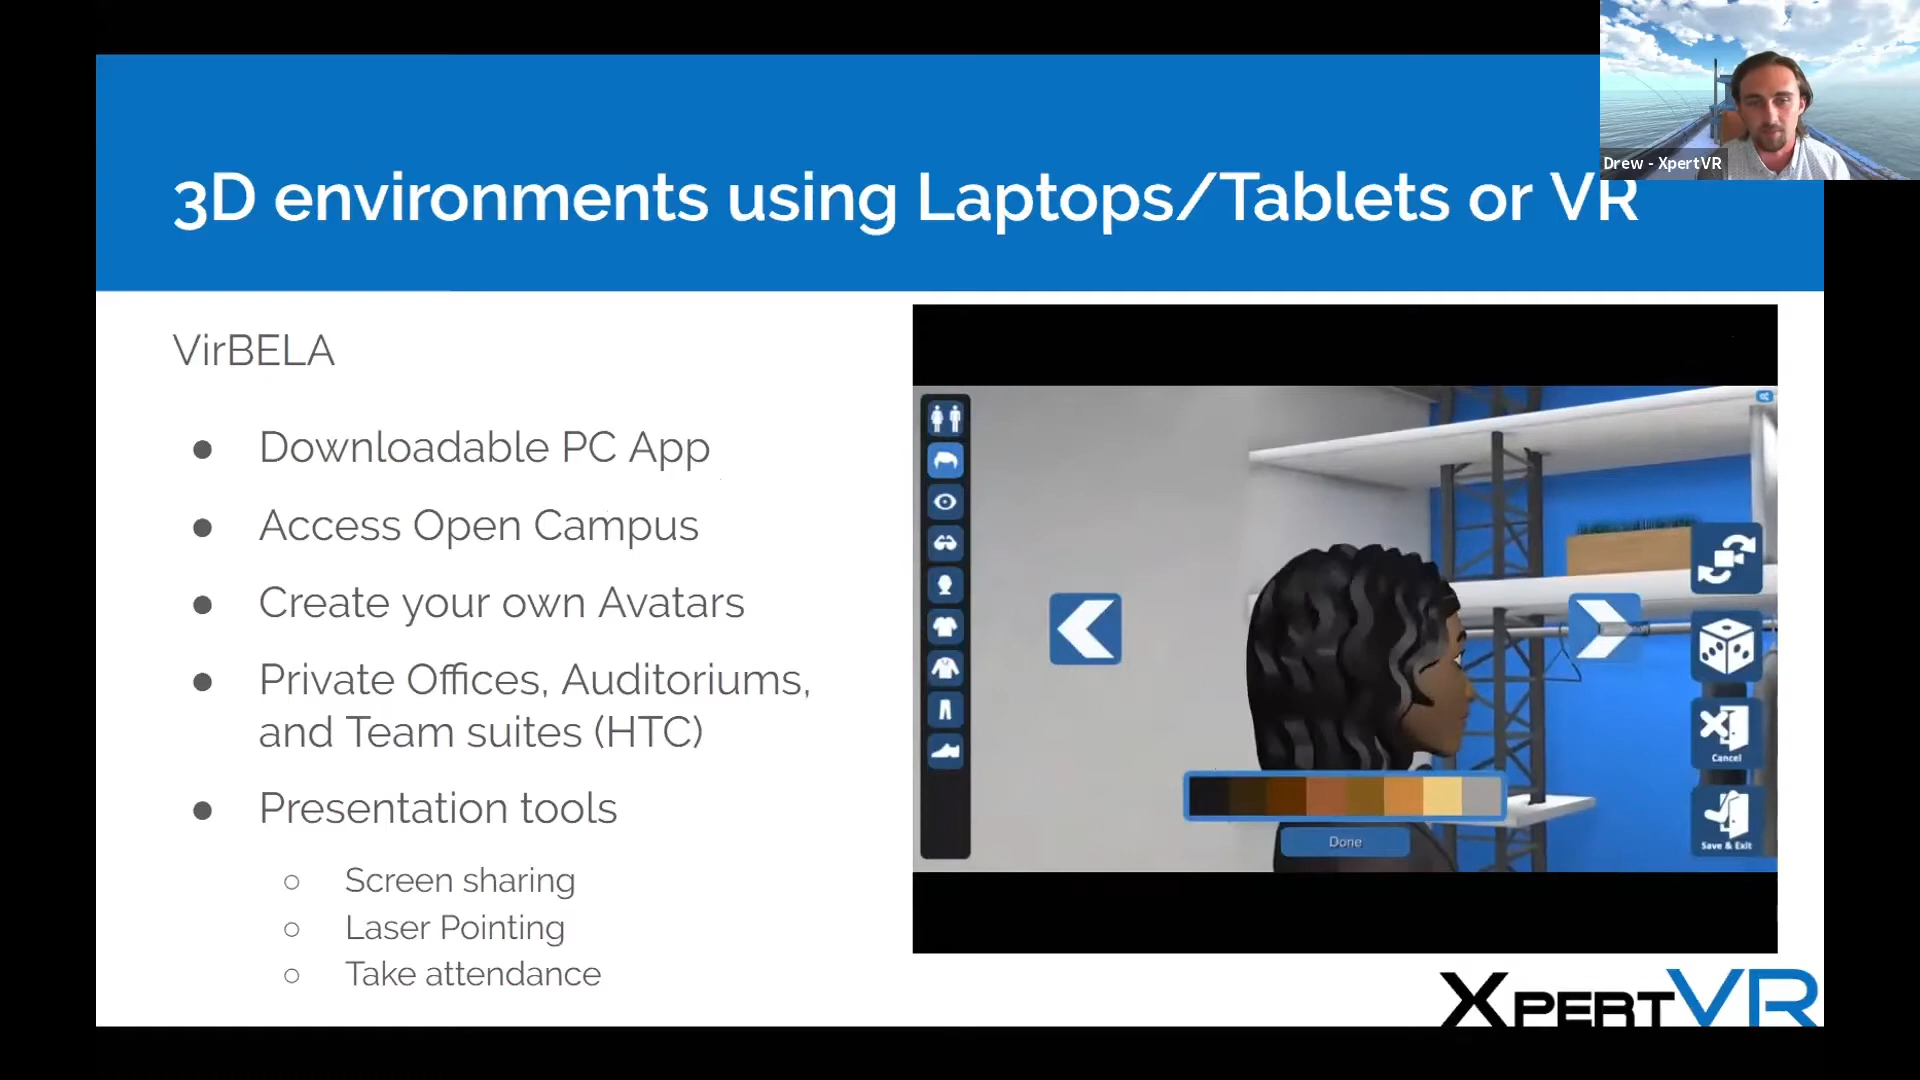 Drew - XpertVR
3D environments using Laptops/Tablets or VR
VirBELA
● Downloadable PC App
● Access Open Campus
● Create your own Avatars
● Private Offices, Auditoriums,
and Team suites (HTC)
● Presentation tools
○ Screen sharing
○ Laser Pointing
○ Take attendance
Cancel
Save & Exit
Done
XPERTVR